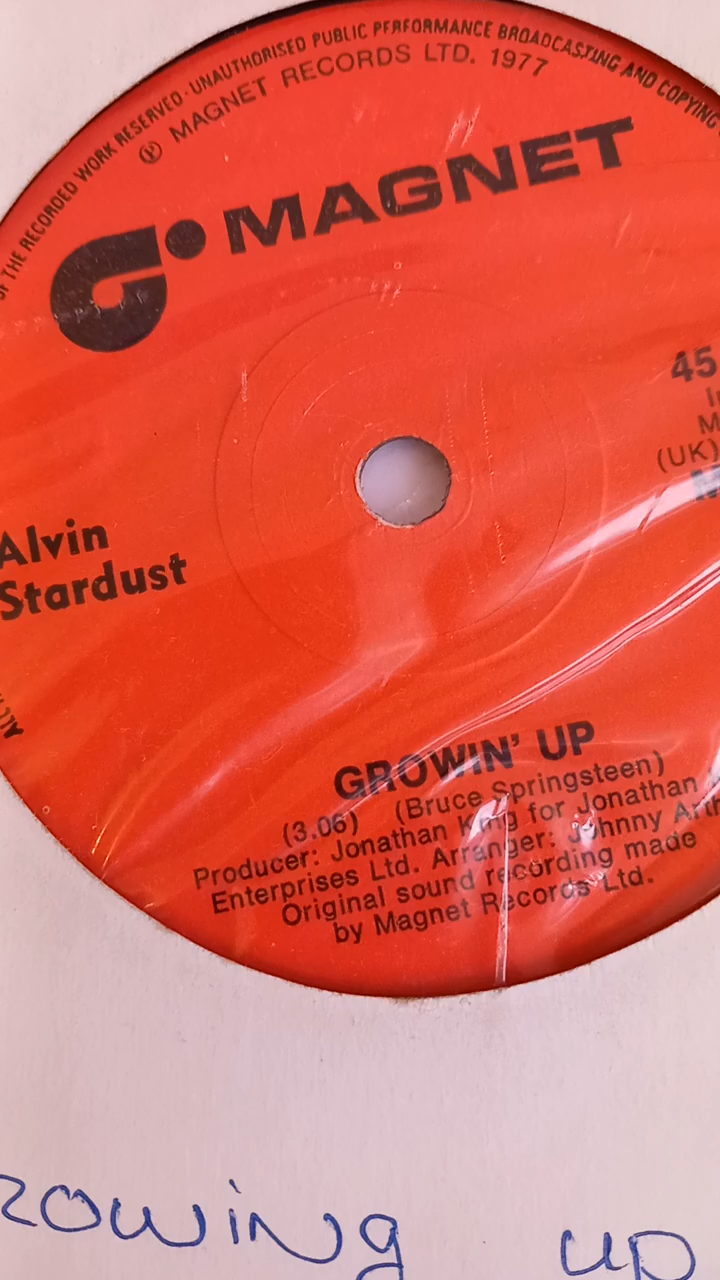 OF THE RECORDED WORK RESERVED · UNAUTHORISED PUBLIC PERFORMANCE BROADCASTING AND COPYING
Ⓟ MAGNET RECORDS LTD. 1977
MAGNET
45
(UK)
Alvin
Stardust
GROWIN' UP
(3.06) (Bruce Springsteen)
Producer: Jonathan King for Jonathan
Enterprises Ltd. Arranger: Johnny
Original sound recording made
by Magnet Records Ltd.
ROWING UP